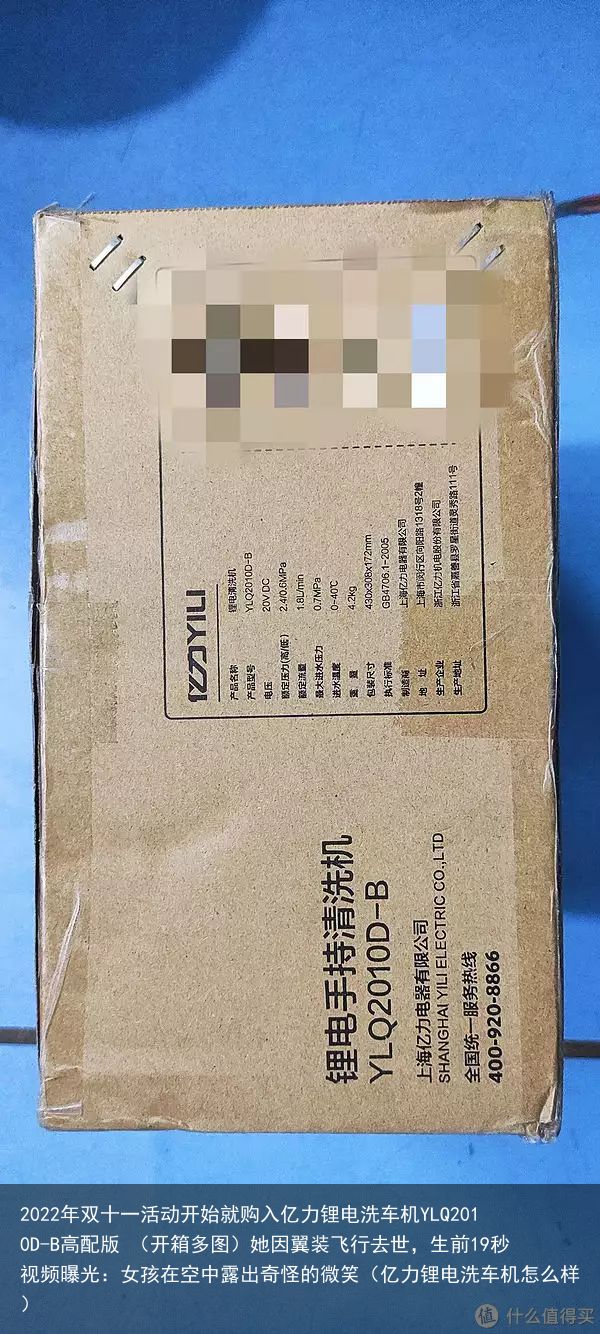 亿力YILI
产品名称 锂电清洗机
产品型号 YLQ2010D-B
电压 20V DC
额定压力(高/低) 2.4/0.6MPa
额定流量 1.8L/min
最大进水压力 0.7MPa
进水温度 0~40℃
重 量 4.2kg
包装尺寸 430x308x172mm
执行标准 GB4706.1-2005
制造商 上海亿力电器有限公司
地 址 上海市闵行区向阳路1318号2幢
生产企业 浙江亿力机电股份有限公司
生产地址 浙江省嘉善县罗星街道灵秀路111号
锂电手持清洗机
YLQ2010D-B
上海亿力电器有限公司
SHANGHAI YILI ELECTRIC CO.,LTD
全国统一服务热线
400-920-8866
2022年双十一活动开始就购入亿力锂电洗车机YLQ201
0D-B高配版 （开箱多图）她因翼装飞行去世，生前19秒
视频曝光：女孩在空中露出奇怪的微笑（亿力锂电洗车机怎么样
）
值 什么值得买